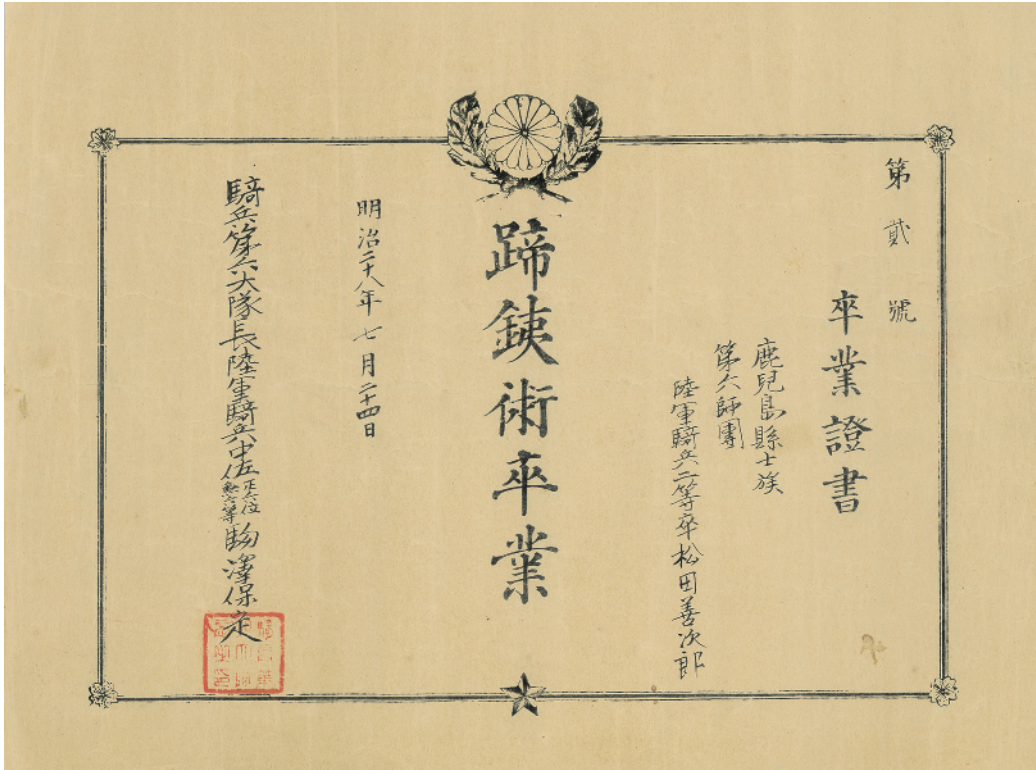 第貳號
卒業證書
鹿兒島縣士族
第六師團
陸軍騎兵二等卒松田善次郎
蹄鉄術卒業
明治二十八年七月二十四日
騎兵第六大隊長陸軍騎兵中佐正六位勲六等駒澤保定